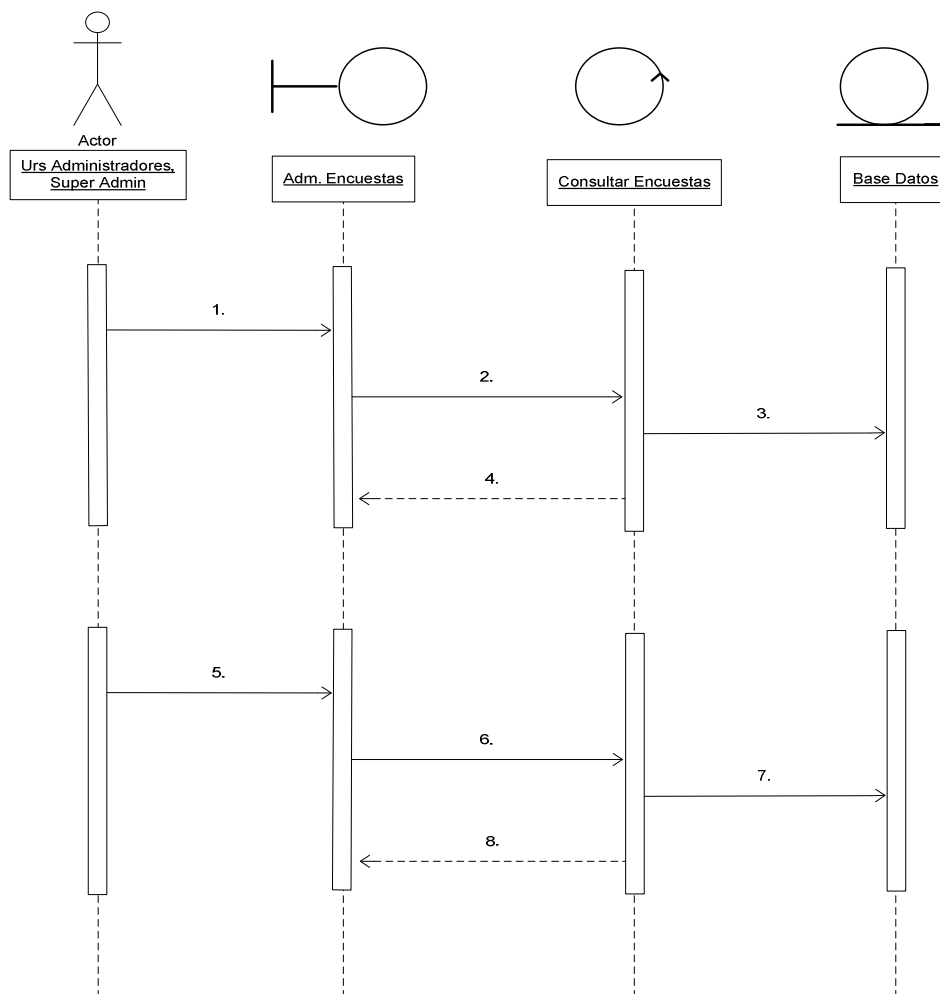 Actor
Urs Administradores,
Super Admin
Adm. Encuestas
Consultar Encuestas
Base Datos
1.
2.
3.
4.
5.
6.
7.
8.